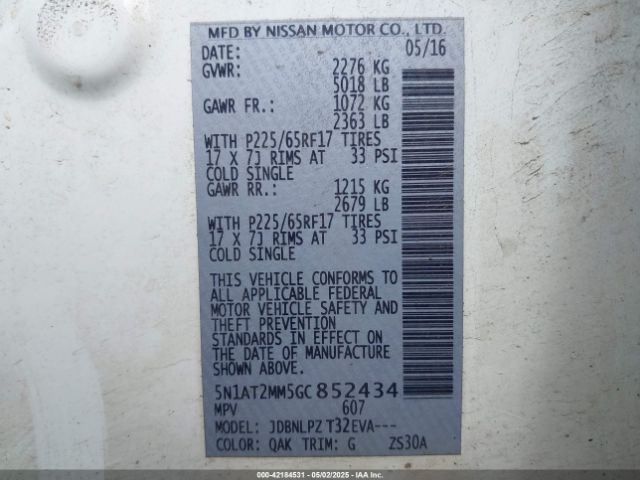 MFD BY NISSAN MOTOR CO., LTD.
DATE: 05/16
GVWR: 2276 KG
5018 LB
GAWR FR.: 1072 KG
2363 LB
WITH P225/65RF17 TIRES
17 X 7J RIMS AT 33 PSI
COLD SINGLE
GAWR RR.: 1215 KG
2679 LB
WITH P225/65RF17 TIRES
17 X 7J RIMS AT 33 PSI
COLD SINGLE
THIS VEHICLE CONFORMS TO
ALL APPLICABLE FEDERAL
MOTOR VEHICLE SAFETY AND
THEFT PREVENTION
STANDARDS IN EFFECT ON
THE DATE OF MANUFACTURE
SHOWN ABOVE.
5N1AT2MM5GC852434
MPV 607
MODEL: JDBNLPZ T32EVA---
COLOR: QAK TRIM: G ZS30A
000-42184531 - 05/02/2025 - IAAI.COM